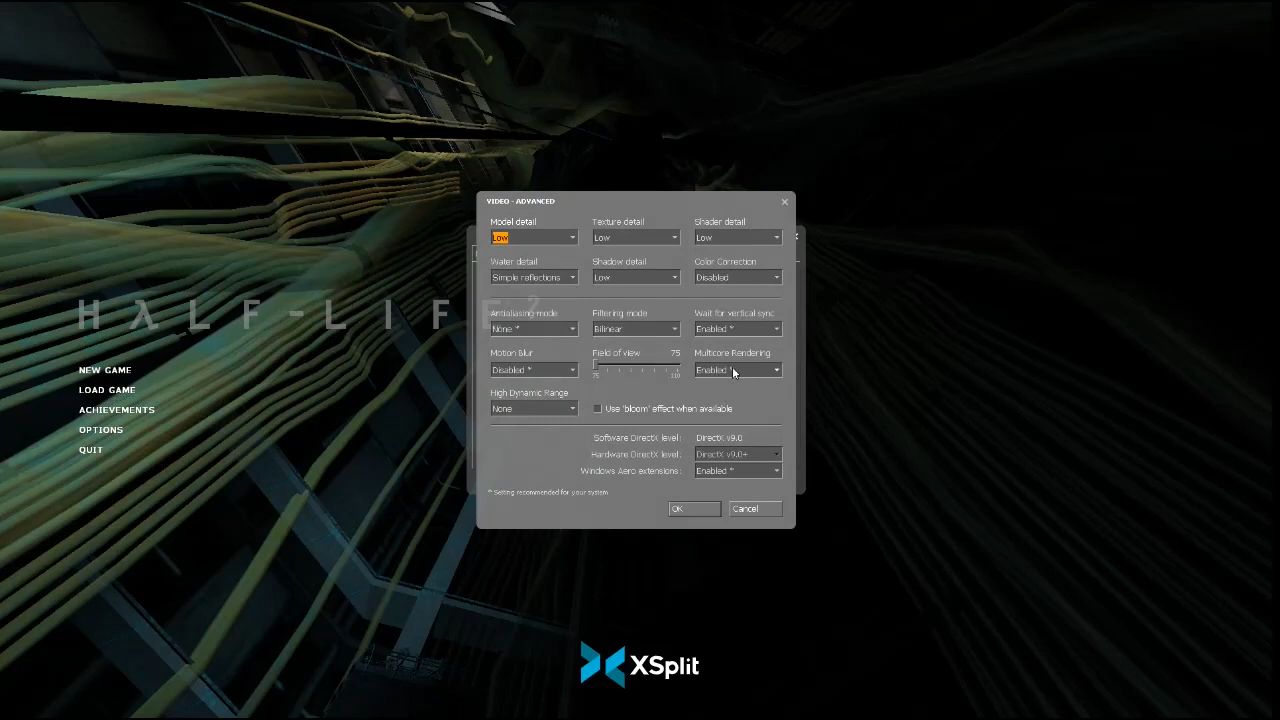 VIDEO - ADVANCED
Model detail
Texture detail
Shader detail
Low
Low
Low
Water detail
Shadow detail
Color Correction
Simple reflections
Low
Disabled
HλLF-LIFE²
Antialiasing mode
Filtering mode
Wait for vertical sync
None *
Bilinear
Enabled *
Motion Blur
Field of view
75
Multicore Rendering
Disabled *
75
110
Enabled *
High Dynamic Range
None
Use 'bloom' effect when available
Software DirectX level:
DirectX v9.0
Hardware DirectX level:
DirectX v9.0+
Windows Aero extensions:
Enabled *
* Setting recommended for your system
OK
Cancel
NEW GAME
LOAD GAME
ACHIEVEMENTS
OPTIONS
QUIT
XSplit